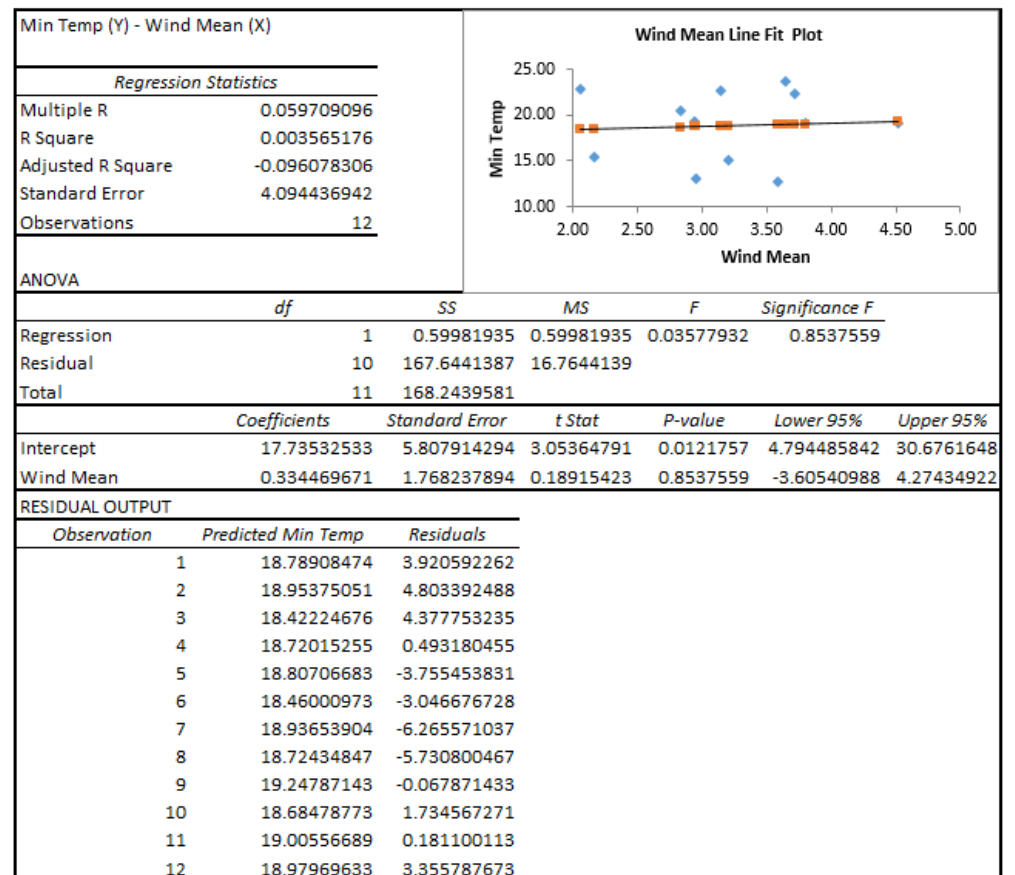 Min Temp (Y) - Wind Mean (X)
Regression Statistics
Multiple R 0.059709096
R Square 0.003565176
Adjusted R Square -0.096078306
Standard Error 4.094436942
Observations 12
Wind Mean Line Fit Plot
25.00
20.00
15.00
10.00
Min Temp
2.00 2.50 3.00 3.50 4.00 4.50 5.00
Wind Mean
ANOVA
df SS MS F Significance F
Regression 1 0.59981935 0.59981935 0.03577932 0.8537559
Residual 10 167.6441387 16.7644139
Total 11 168.2439581
Coefficients Standard Error t Stat P-value Lower 95% Upper 95%
Intercept 17.73532533 5.807914294 3.05364791 0.0121757 4.794485842 30.6761648
Wind Mean 0.334469671 1.768237894 0.18915423 0.8537559 -3.60540988 4.27434922
RESIDUAL OUTPUT
Observation Predicted Min Temp Residuals
1 18.78908474 3.920592262
2 18.95375051 4.803392488
3 18.42224676 4.377753235
4 18.72015255 0.493180455
5 18.80706683 -3.755453831
6 18.46000973 -3.046676728
7 18.93653904 -6.265571037
8 18.72434847 -5.730800467
9 19.24787143 -0.067871433
10 18.68478773 1.734567271
11 19.00556689 0.181100113
12 18.97969633 3.355787673